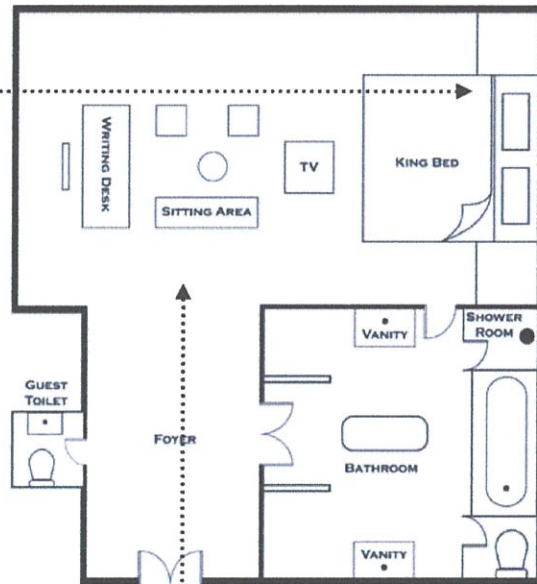 WRITING DESK
TV
KING BED
SITTING AREA
VANITY
SHOWER
ROOM
GUEST
TOILET
FOYER
BATHROOM
VANITY